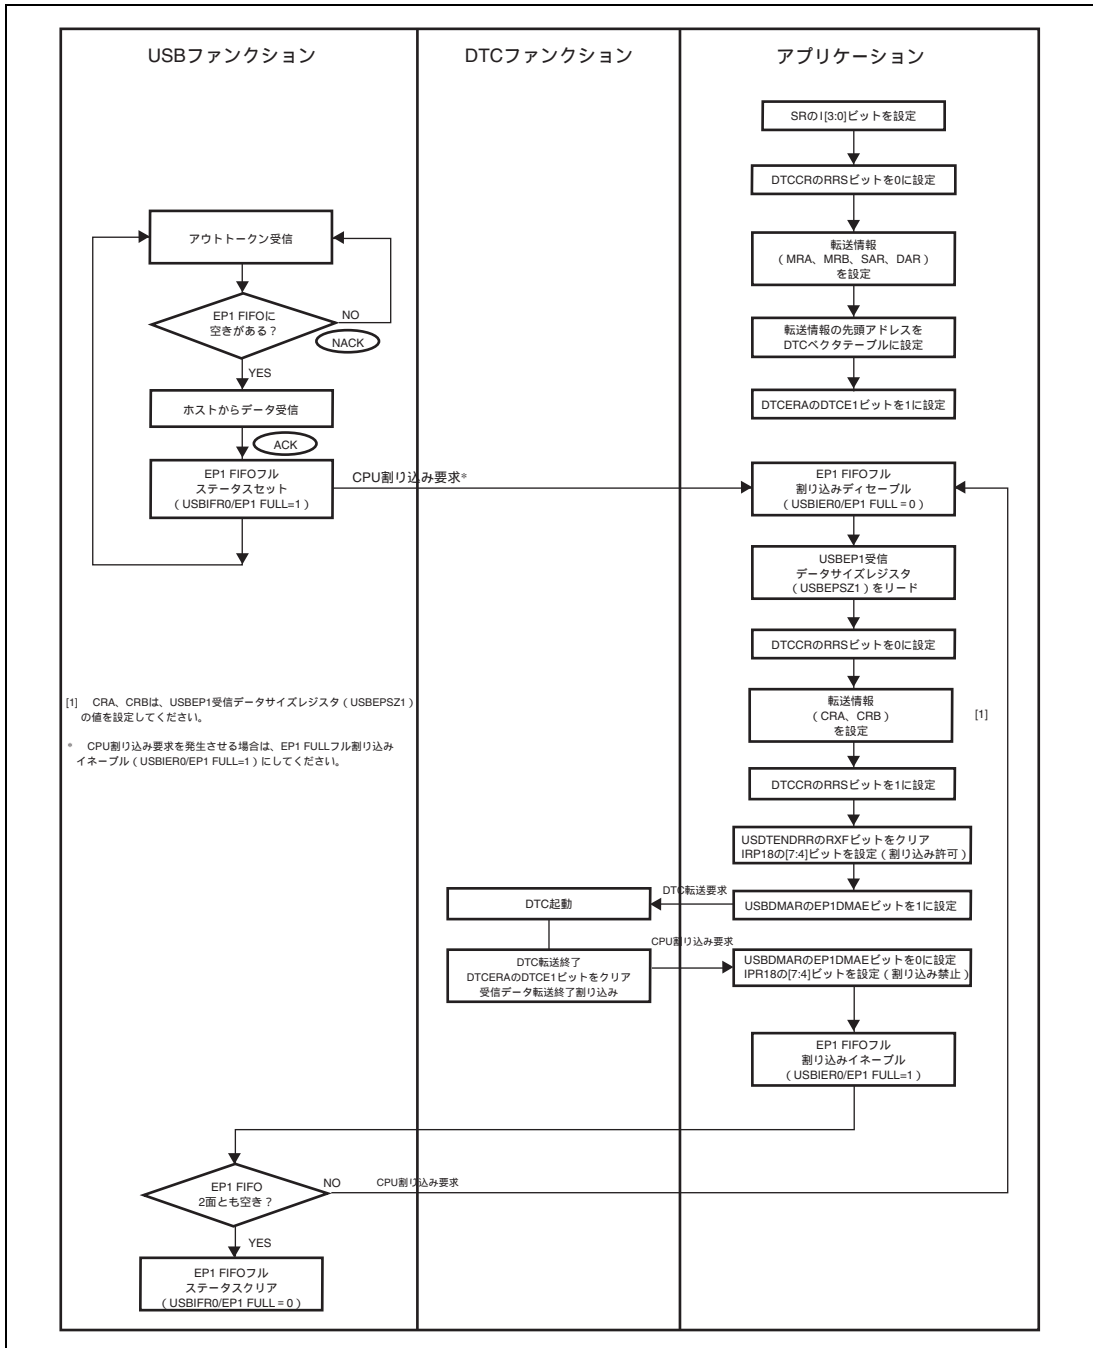 USBファンクション
DTCファンクション
アプリケーション
SRのI[3:0]ビットを設定
DTCCRのRRSビットを0に設定
転送情報
(MRA、MRB、SAR、DAR)
を設定
転送情報の先頭アドレスを
DTCベクタテーブルに設定
DTCERAのDTCE1ビットを1に設定
アウトトークン受信
EP1 FIFOに
空きがある?
NO
NACK
YES
ホストからデータ受信
ACK
EP1 FIFOフル
ステータスセット
(USBIFR0/EP1 FULL=1)
CPU割り込み要求*
EP1 FIFOフル
割り込みディセーブル
(USBIER0/EP1 FULL = 0)
USBEP1受信
データサイズレジスタ
(USBEPSZ1)をリード
DTCCRのRRSビットを0に設定
転送情報
(CRA、CRB)
を設定
[1]
DTCCRのRRSビットを1に設定
USDTENDRRのRXFビットをクリア
IRP18の[7:4]ビットを設定(割り込み許可)
USBDMARのEP1DMAEビットを1に設定
DTC転送要求
DTC起動
DTC転送終了
DTCERAのDTCE1ビットをクリア
受信データ転送終了割り込み
CPU割り込み要求
USBDMARのEP1DMAEビットを0に設定
IPR18の[7:4]ビットを設定(割り込み禁止)
EP1 FIFOフル
割り込みイネーブル
(USBIER0/EP1 FULL=1)
[1] CRA、CRBは、USBEP1受信データサイズレジスタ(USBEPSZ1)
の値を設定してください。
* CPU割り込み要求を発生させる場合は、EP1 FULLフル割り込み
イネーブル(USBIER0/EP1 FULL=1)にしてください。
EP1 FIFO
2面とも空き?
NO
CPU割り込み要求
YES
EP1 FIFOフル
ステータスクリア
(USBIFR0/EP1 FULL = 0)